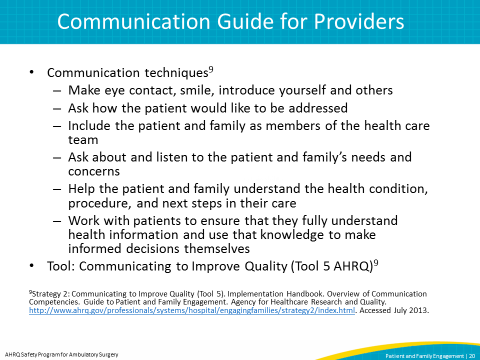 Communication Guide for Providers
• Communication techniques9
– Make eye contact, smile, introduce yourself and others
– Ask how the patient would like to be addressed
– Include the patient and family as members of the health care
team
– Ask about and listen to the patient and family's needs and
concerns
– Help the patient and family understand the health condition,
procedure, and next steps in their care
– Work with patients to ensure that they fully understand
health information and use that knowledge to make
informed decisions themselves
• Tool: Communicating to Improve Quality (Tool 5 AHRQ)9
9Strategy 2: Communicating to Improve Quality (Tool 5). Implementation Handbook. Overview of Communication
Competencies. Guide to Patient and Family Engagement. Agency for Healthcare Research and Quality.
http://www.ahrq.gov/professionals/systems/hospital/engagingfamilies/strategy2/index.html. Accessed July 2013.
AHRQ Safety Program for Ambulatory Surgery
Patient and Family Engagement | 20